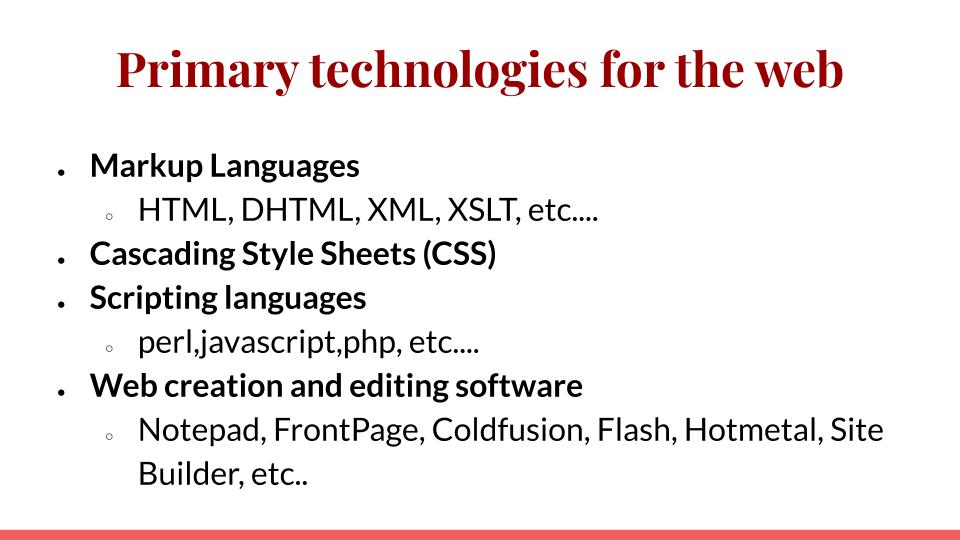 Primary technologies for the web
• Markup Languages
○ HTML, DHTML, XML, XSLT, etc....
• Cascading Style Sheets (CSS)
• Scripting languages
○ perl,javascript,php, etc....
• Web creation and editing software
○ Notepad, FrontPage, Coldfusion, Flash, Hotmetal, Site
Builder, etc..